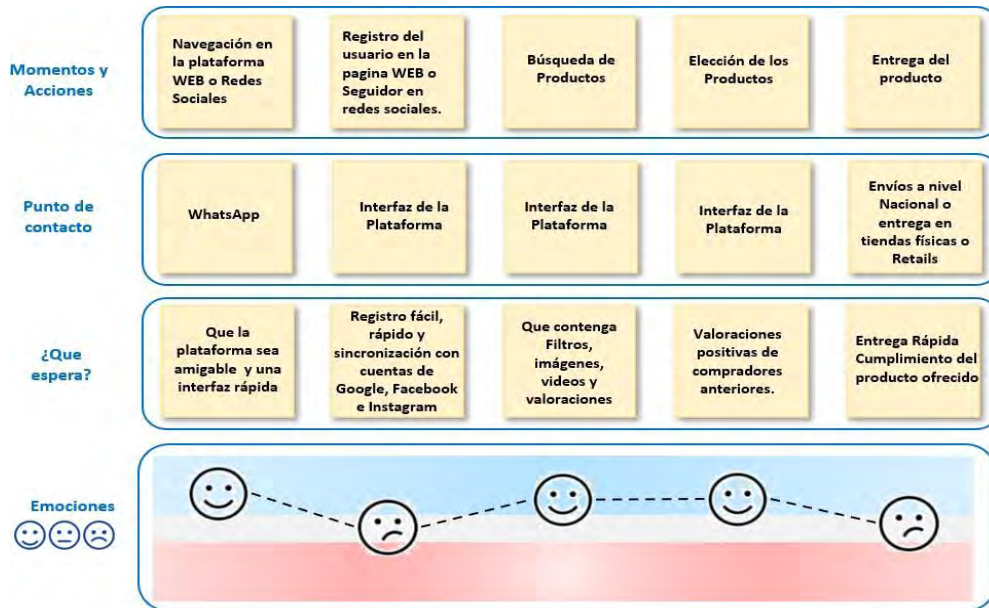 Momentos y
Acciones
Navegación en
la plataforma
WEB o Redes
Sociales
Registro del
usuario en la
pagina WEB o
Seguidor en
redes sociales.
Búsqueda de
Productos
Elección de los
Productos
Entrega del
producto
Punto de
contacto
WhatsApp
Interfaz de la
Plataforma
Interfaz de la
Plataforma
Interfaz de la
Plataforma
Envíos a nivel
Nacional o
entrega en
tiendas físicas o
Retails
¿Que
espera?
Que la
plataforma sea
amigable y una
interfaz rápida
Registro fácil,
rápido y
sincronización con
cuentas de
Google, Facebook
e Instagram
Que contenga
Filtros,
imágenes,
videos y
valoraciones
Valoraciones
positivas de
compradores
anteriores.
Entrega Rápida
Cumplimiento del
producto ofrecido
Emociones